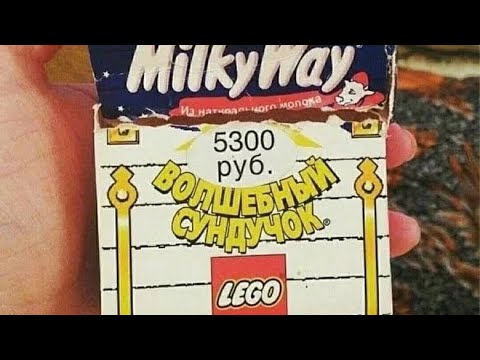 MilkyWay
Из натурального молока
5300
руб.
ВОЛШЕБНЫЙ
СУНДУЧОК®
LEGO